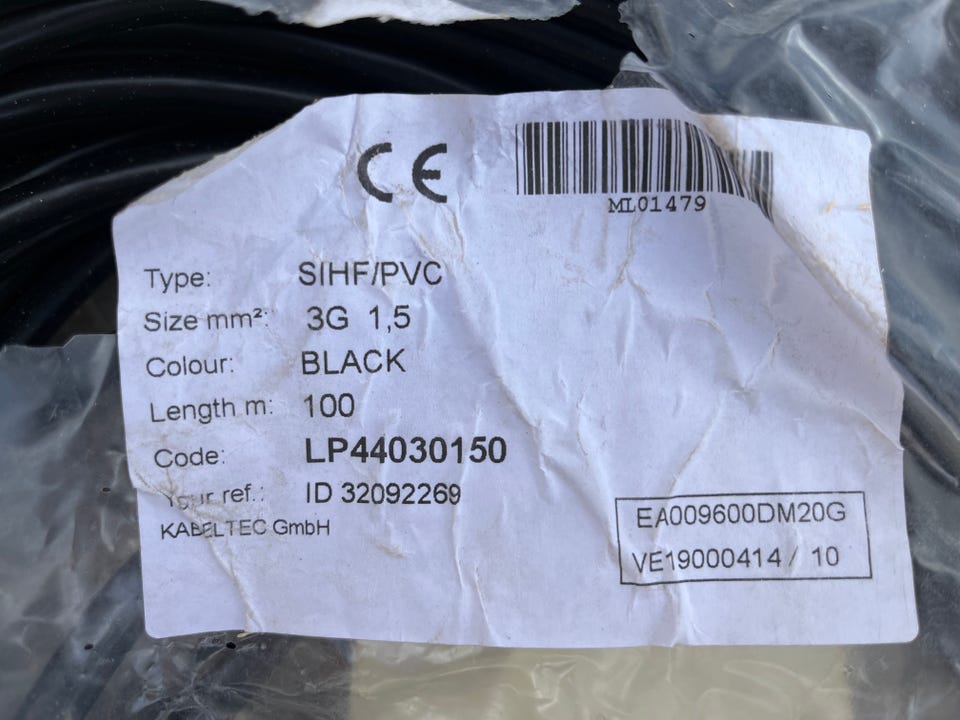 CE
ML01479
Type: SIHF/PVC
Size mm²: 3G 1,5
Colour: BLACK
Length m: 100
Code: LP44030150
Your ref.: ID 32092269
KABELTEC GmbH
EA009600DM20G
VE19000414 / 10